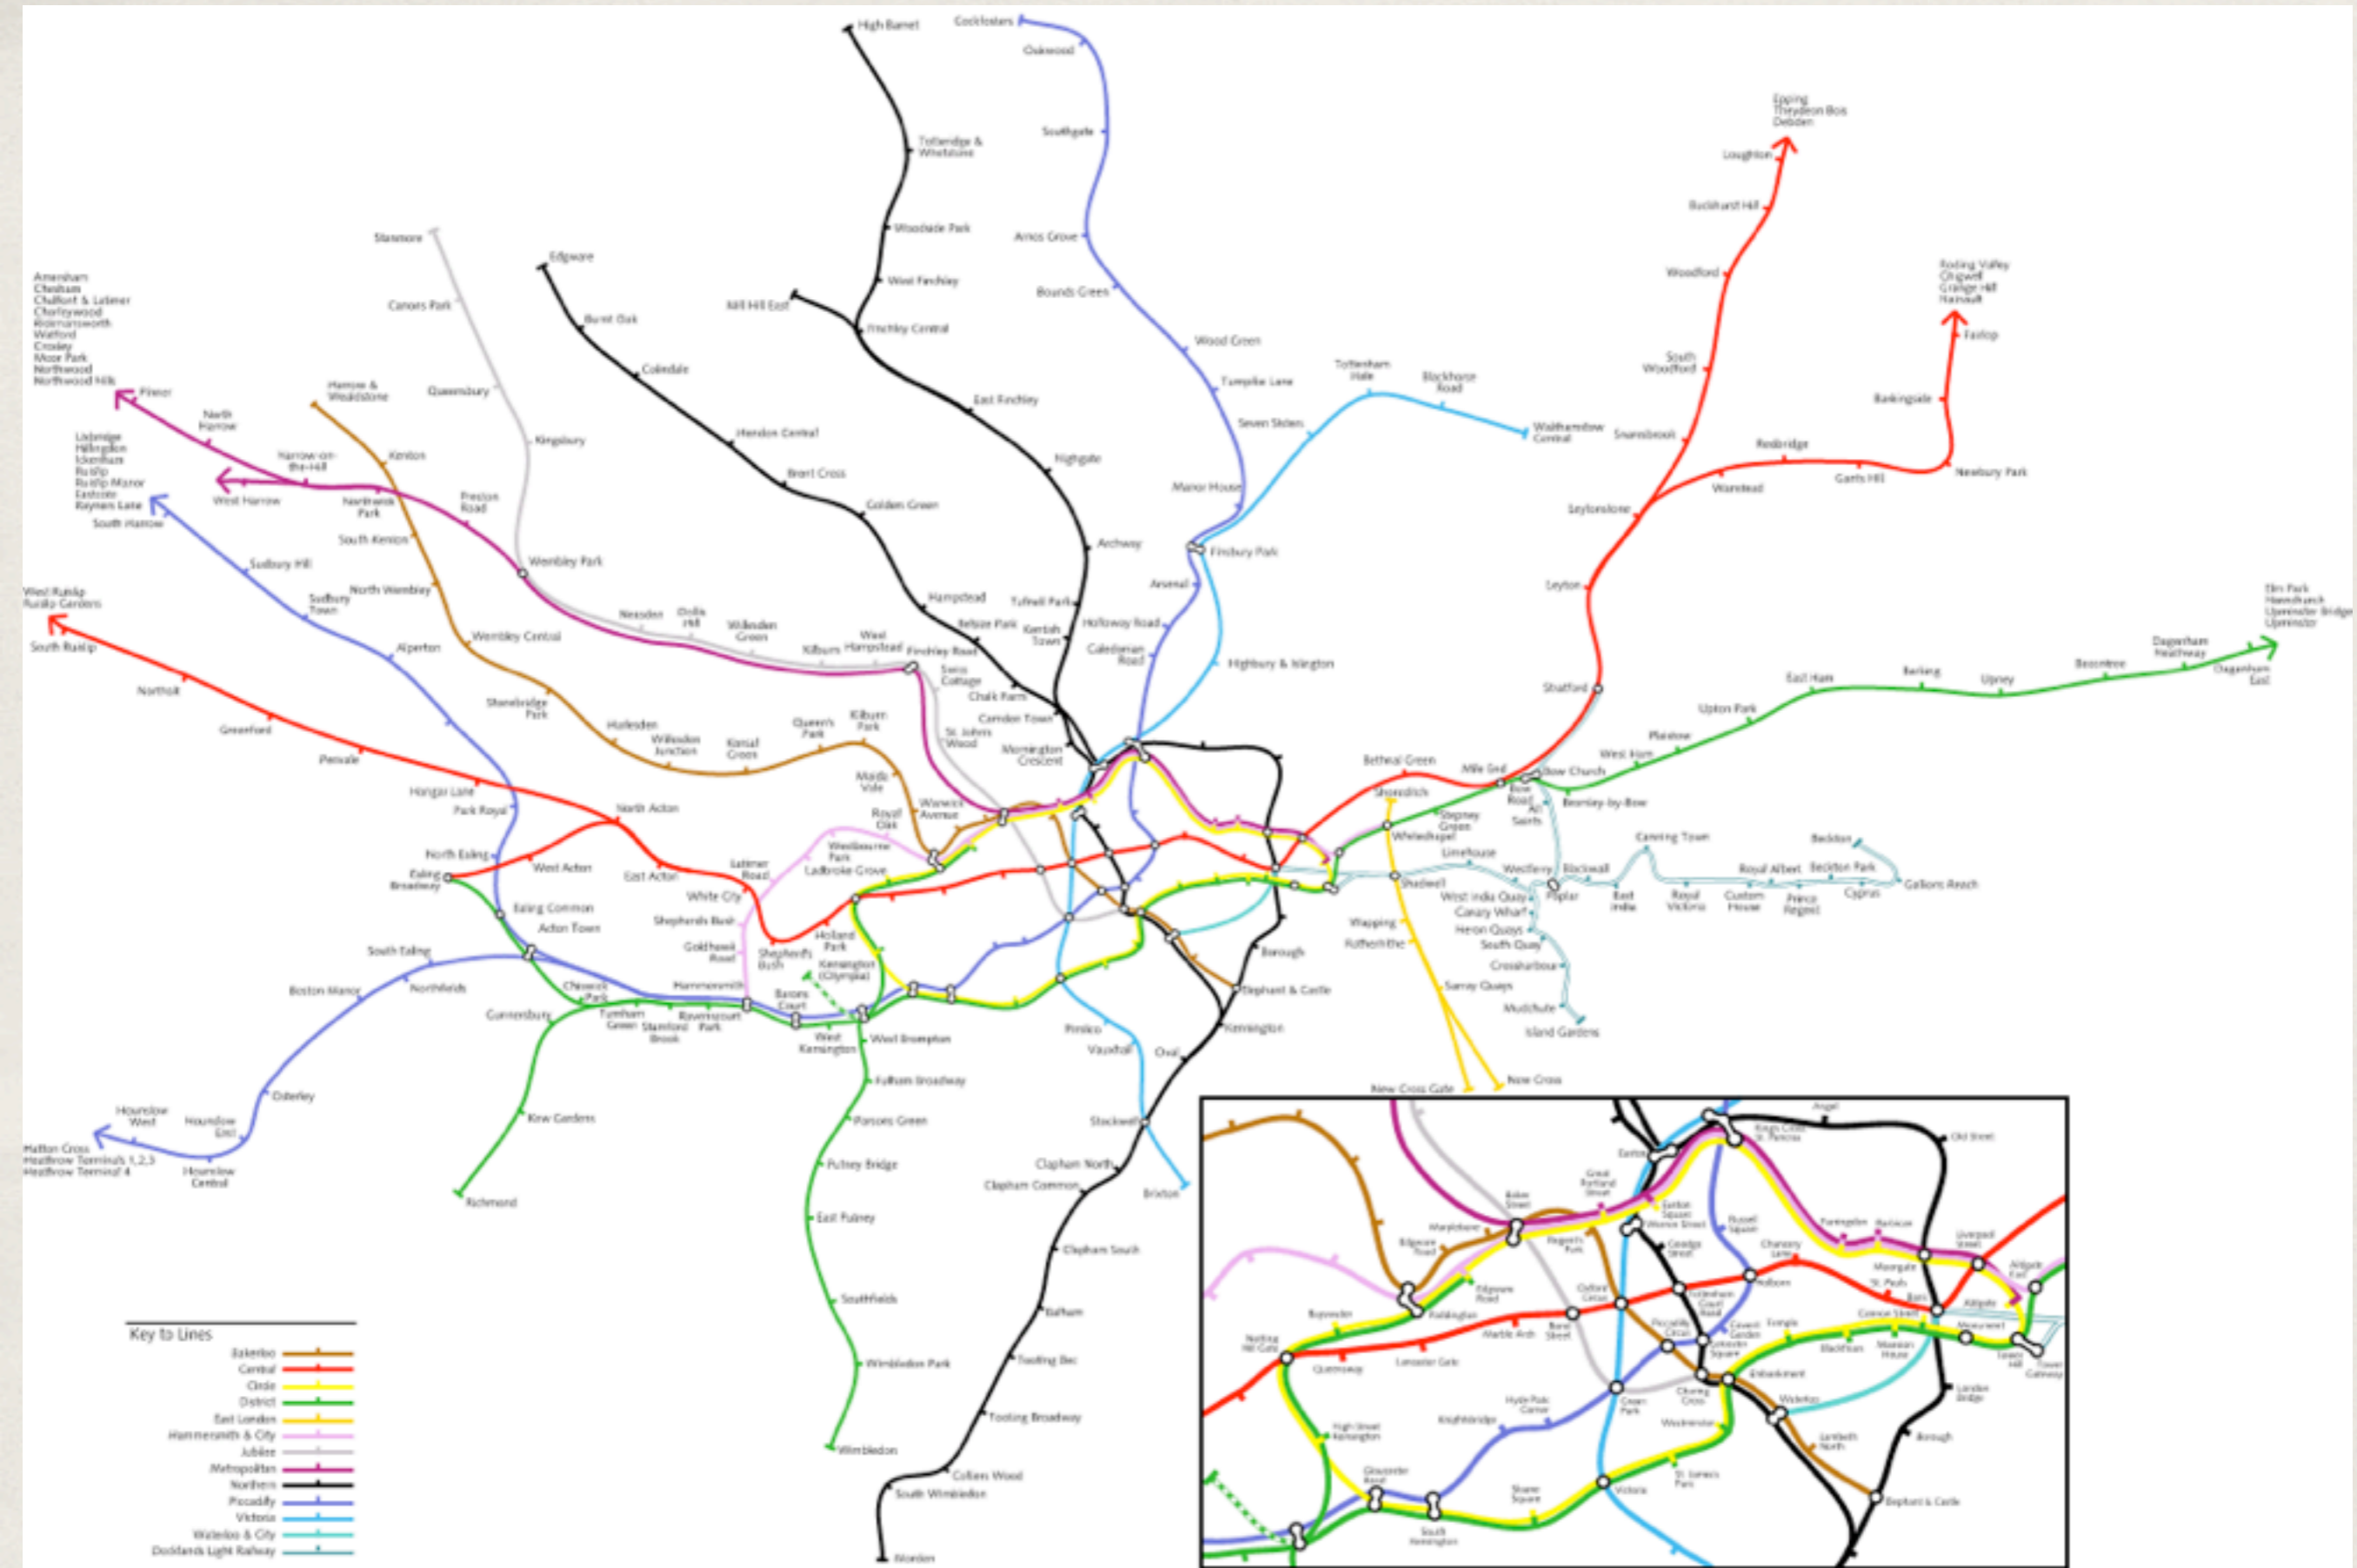 High Barnet
Cockfosters
Oakwood
Totteridge &
Whetstone
Southgate
Woodside Park
Arnos Grove
West Finchley
Bounds Green
Mill Hill East
Finchley Central
Wood Green
Turnpike Lane
East Finchley
Seven Sisters
Tottenham
Hale
Blackhorse
Road
Walthamstow
Central
Highgate
Manor House
Archway
Finsbury Park
Arsenal
Tufnell Park
Holloway Road
Kentish
Town
Caledonian
Road
Highbury & Islington
Epping
Theydon Bois
Debden
Loughton
Buckhurst Hill
Woodford
South
Woodford
Snaresbrook
Roding Valley
Chigwell
Grange Hill
Hainault
Fairlop
Barkingside
Newbury Park
Gants Hill
Redbridge
Wanstead
Leytonstone
Leyton
Stratford
Stanmore
Canons Park
Queensbury
Kingsbury
Wembley Park
Edgware
Burnt Oak
Colindale
Hendon Central
Brent Cross
Golders Green
Hampstead
Belsize Park
Chalk Farm
Camden Town
Mornington
Crescent
Amersham
Chesham
Chalfont & Latimer
Chorleywood
Rickmansworth
Watford
Croxley
Moor Park
Northwood
Northwood Hills
Pinner
North
Harrow
Harrow-on-
the-Hill
West Harrow
Northwick
Park
Preston
Road
Uxbridge
Hillingdon
Ickenham
Ruislip
Ruislip Manor
Eastcote
Rayners Lane
South Harrow
Sudbury Hill
Sudbury
Town
Alperton
Park Royal
North Ealing
Harrow &
Wealdstone
Kenton
South Kenton
North Wembley
Wembley Central
Stonebridge
Park
Harlesden
Willesden
Junction
Kensal
Green
Queen's
Park
Kilburn
Park
Maida
Vale
Warwick
Avenue
Neasden
Dollis
Hill
Willesden
Green
Kilburn
West
Hampstead
Finchley Road
Swiss
Cottage
St. Johns
Wood
West Ruislip
Ruislip Gardens
South Ruislip
Northolt
Greenford
Perivale
Hangar Lane
North Acton
West Acton
Ealing
Broadway
East Acton
White City
Shepherd's
Bush
Holland
Park
Royal
Oak
Westbourne
Park
Ladbroke Grove
Latimer
Road
Shepherds Bush
Goldhawk
Road
Hammersmith
Kensington
(Olympia)
Barons
Court
West
Kensington
Ealing Common
Acton Town
South Ealing
Northfields
Boston Manor
Osterley
Hounslow
East
Hounslow
Central
Hounslow
West
Hatton Cross
Heathrow Terminals 1,2,3
Heathrow Terminal 4
Chiswick
Park
Gunnersbury
Turnham
Green
Stamford
Brook
Ravenscourt
Park
Kew Gardens
Richmond
West Brompton
Fulham Broadway
Parsons Green
Putney Bridge
East Putney
Southfields
Wimbledon Park
Wimbledon
Pimlico
Vauxhall
Brixton
Borough
Elephant & Castle
Kennington
Oval
Stockwell
Clapham North
Clapham Common
Clapham South
Balham
Tooting Bec
Tooting Broadway
Colliers Wood
South Wimbledon
Morden
Bethnal Green
Mile End
Bow
Road
Bow Church
Bromley-by-Bow
West Ham
Plaistow
Upton Park
East Ham
Barking
Upney
Becontree
Dagenham
Heathway
Dagenham
East
Elm Park
Hornchurch
Upminster Bridge
Upminster
Shoreditch
Whitechapel
Stepney
Green
Shadwell
Wapping
Rotherhithe
Surrey Quays
New Cross Gate
New Cross
All
Saints
Limehouse
Westferry
Poplar
Blackwall
East
India
Canning Town
Royal
Victoria
Custom
House
Royal Albert
Prince
Regent
Beckton Park
Cyprus
Gallions Reach
Beckton
West India Quay
Canary Wharf
Heron Quays
South Quay
Crossharbour
Mudchute
Island Gardens
Key to Lines
Bakerloo
Central
Circle
District
East London
Hammersmith & City
Jubilee
Metropolitan
Northern
Piccadilly
Victoria
Waterloo & City
Docklands Light Railway
Angel
Old Street
Kings Cross
St. Pancras
Euston
Great
Portland
Street
Euston
Square
Warren Street
Goodge
Street
Russell
Square
Baker
Street
Marylebone
Edgware
Road
Regent's
Park
Farringdon
Barbican
Moorgate
Liverpool
Street
Aldgate
East
Aldgate
Chancery
Lane
Holborn
St. Pauls
Bank
Oxford
Circus
Tottenham
Court
Road
Bond
Street
Marble Arch
Lancaster Gate
Queensway
Notting
Hill Gate
Bayswater
Paddington
Edgware
Road
Piccadilly
Circus
Covent
Garden
Leicester
Square
Temple
Blackfriars
Mansion
House
Cannon Street
Monument
Tower
Hill
Tower
Gateway
Charing
Cross
Embankment
Waterloo
Westminster
Lambeth
North
London
Bridge
Borough
Elephant & Castle
Green
Park
Hyde Park
Corner
Knightsbridge
High Street
Kensington
Gloucester
Road
South
Kensington
Sloane
Square
Victoria
St. James's
Park